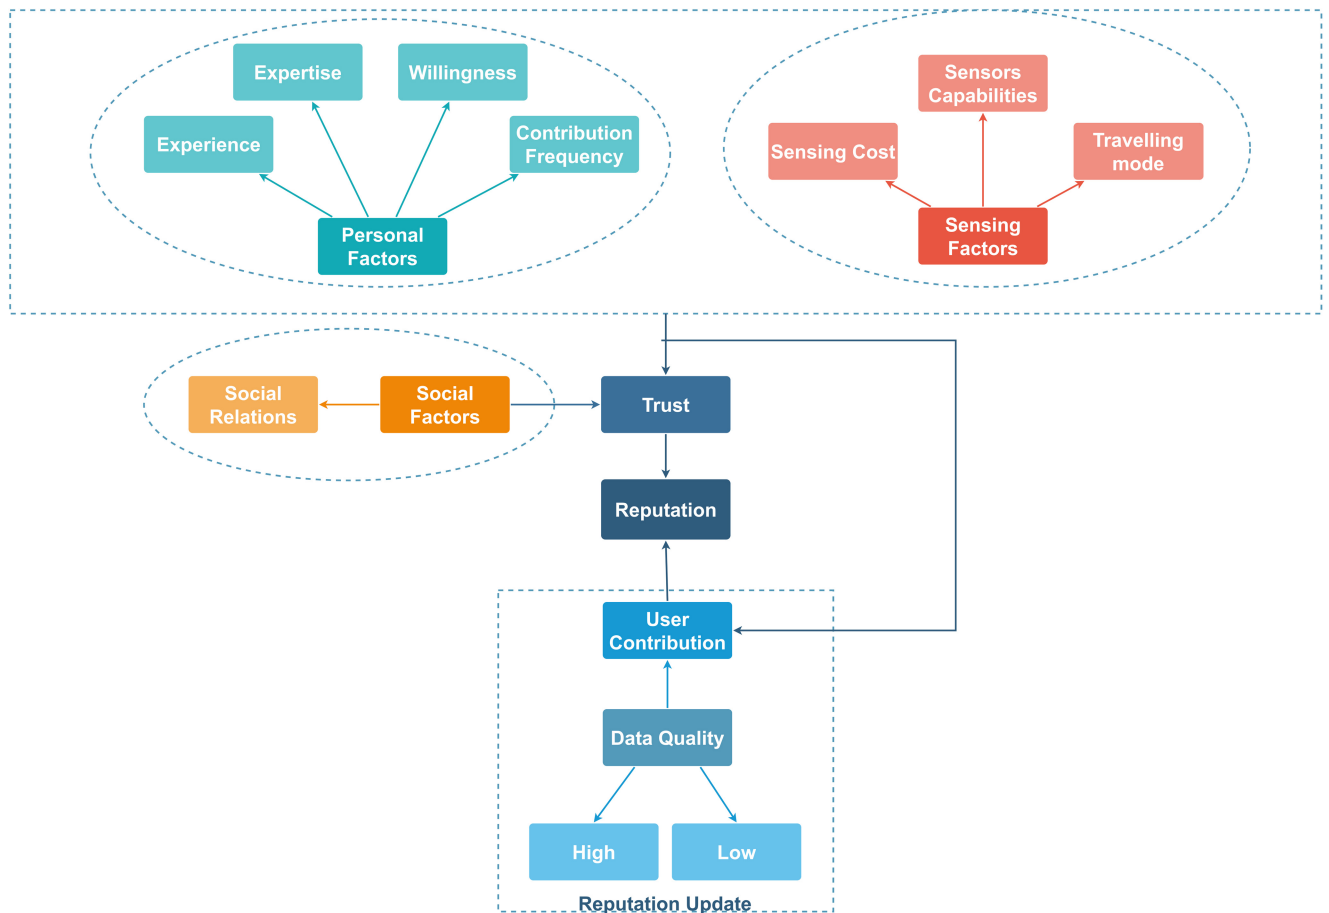 Expertise
Willingness
Experience
Contribution
Frequency
Personal
Factors
Sensors
Capabilities
Sensing Cost
Travelling
mode
Sensing
Factors
Social
Relations
Social
Factors
Trust
Reputation
User
Contribution
Data Quality
High
Low
Reputation Update